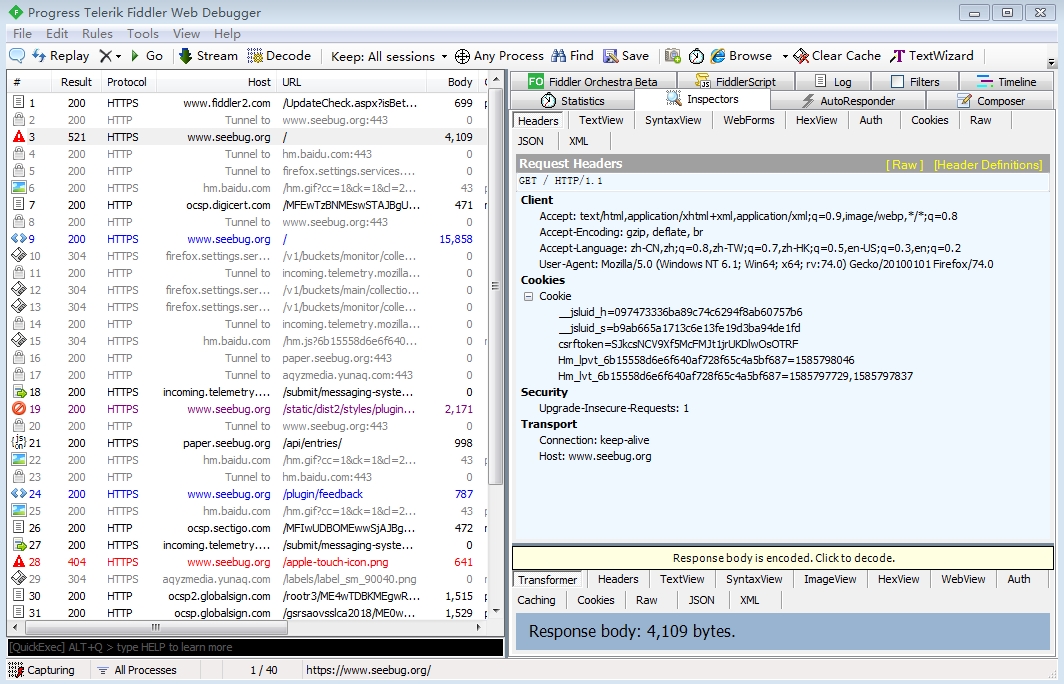 Progress Telerik Fiddler Web Debugger
File Edit Rules Tools View Help
Replay Go Stream Decode Keep: All sessions Any Process Find Save Browse Clear Cache TextWizard
# Result Protocol Host URL Body
1 200 HTTPS www.fiddler2.com /UpdateCheck.aspx?isBet... 699
2 200 HTTP Tunnel to www.seebug.org:443 0
3 521 HTTPS www.seebug.org / 4,109
4 200 HTTP Tunnel to hm.baidu.com:443 0
5 200 HTTP Tunnel to firefox.settings.services.... 0
6 200 HTTPS hm.baidu.com /hm.gif?cc=1&ck=1&cl=2... 43
7 200 HTTP ocsp.digicert.com /MFEwTzBNMEswSTAJBgU... 471
8 200 HTTP Tunnel to www.seebug.org:443 0
9 200 HTTPS www.seebug.org / 15,858
10 304 HTTPS firefox.settings.ser... /v1/buckets/monitor/colle... 0
11 200 HTTP Tunnel to incoming.telemetry.mozilla... 0
12 304 HTTPS firefox.settings.ser... /v1/buckets/main/collectio... 0
13 304 HTTPS firefox.settings.ser... /v1/buckets/monitor/colle... 0
14 200 HTTP Tunnel to incoming.telemetry.mozilla... 0
15 304 HTTPS hm.baidu.com /hm.js?6b15558d6e6f640... 0
16 200 HTTP Tunnel to paper.seebug.org:443 0
17 200 HTTP Tunnel to aqyzmedia.yunaq.com:443 0
18 200 HTTPS incoming.telemetry.... /submit/messaging-syste... 0
19 200 HTTPS www.seebug.org /static/dist2/styles/plugin... 2,171
20 200 HTTP Tunnel to www.seebug.org:443 0
21 200 HTTPS paper.seebug.org /api/entries/ 998
22 200 HTTPS hm.baidu.com /hm.gif?cc=1&ck=1&cl=2... 43
23 200 HTTP Tunnel to hm.baidu.com:443 0
24 200 HTTPS www.seebug.org /plugin/feedback 787
25 200 HTTPS hm.baidu.com /hm.gif?cc=1&ck=1&cl=2... 43
26 200 HTTP ocsp.sectigo.com /MFIwUDBOMEwwSjAJBg... 472
27 200 HTTPS incoming.telemetry.... /submit/messaging-syste... 0
28 404 HTTPS www.seebug.org /apple-touch-icon.png 641
29 304 HTTPS aqyzmedia.yunaq.com /labels/label_sm_90040.png 0
30 200 HTTP ocsp2.globalsign.com /rootr3/ME4wTDBKMEgwR... 1,515
31 200 HTTP ocsp.globalsign.com /gsrsaovsslca2018/ME0w... 1,529
[QuickExec] ALT+Q > type HELP to learn more
Capturing All Processes 1 / 40 https://www.seebug.org/
FO Fiddler Orchestra Beta FiddlerScript Log Filters Timeline
Statistics Inspectors AutoResponder Composer
Headers TextView SyntaxView WebForms HexView Auth Cookies Raw
JSON XML
Request Headers [ Raw ] [Header Definitions]
GET / HTTP/1.1
Client
Accept: text/html,application/xhtml+xml,application/xml;q=0.9,image/webp,*/*;q=0.8
Accept-Encoding: gzip, deflate, br
Accept-Language: zh-CN,zh;q=0.8,zh-TW;q=0.7,zh-HK;q=0.5,en-US;q=0.3,en;q=0.2
User-Agent: Mozilla/5.0 (Windows NT 6.1; Win64; x64; rv:74.0) Gecko/20100101 Firefox/74.0
Cookies
Cookie
__jsluid_h=097473336ba89c74c6294f8ab60757b6
__jsluid_s=b9ab665a1713c6e13fe19d3ba94de1fd
csrftoken=SJkcsNCV9Xf5McFMJt1jrUKDlwOsOTRF
Hm_lpvt_6b15558d6e6f640af728f65c4a5bf687=1585798046
Hm_lvt_6b15558d6e6f640af728f65c4a5bf687=1585797729,1585797837
Security
Upgrade-Insecure-Requests: 1
Transport
Connection: keep-alive
Host: www.seebug.org
Response body is encoded. Click to decode.
Transformer Headers TextView SyntaxView ImageView HexView WebView Auth
Caching Cookies Raw JSON XML
Response body: 4,109 bytes.